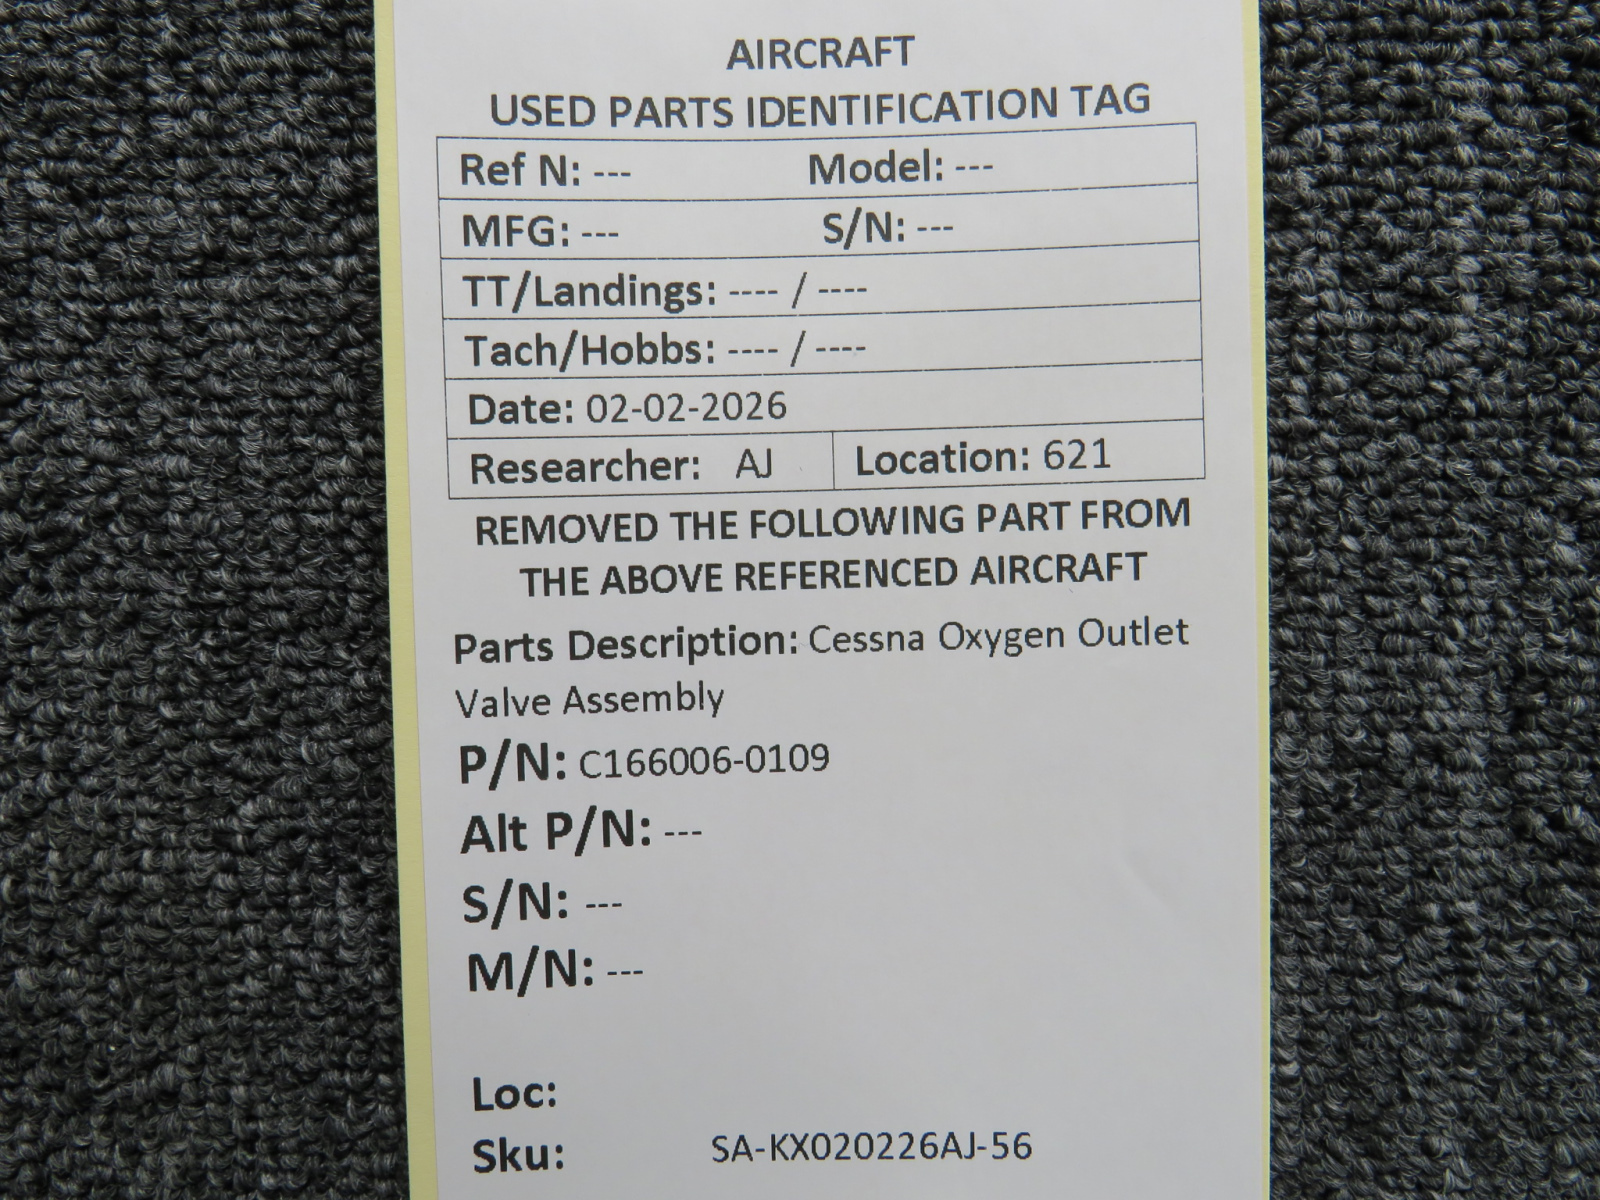 AIRCRAFT
USED PARTS IDENTIFICATION TAG
Ref N: --- Model: ---
MFG: --- S/N: ---
TT/Landings: ---- / ----
Tach/Hobbs: ---- / ----
Date: 02-02-2026
Researcher: AJ Location: 621
REMOVED THE FOLLOWING PART FROM
THE ABOVE REFERENCED AIRCRAFT
Parts Description: Cessna Oxygen Outlet
Valve Assembly
P/N: C166006-0109
Alt P/N: ---
S/N: ---
M/N: ---
Loc:
Sku: SA-KX020226AJ-56